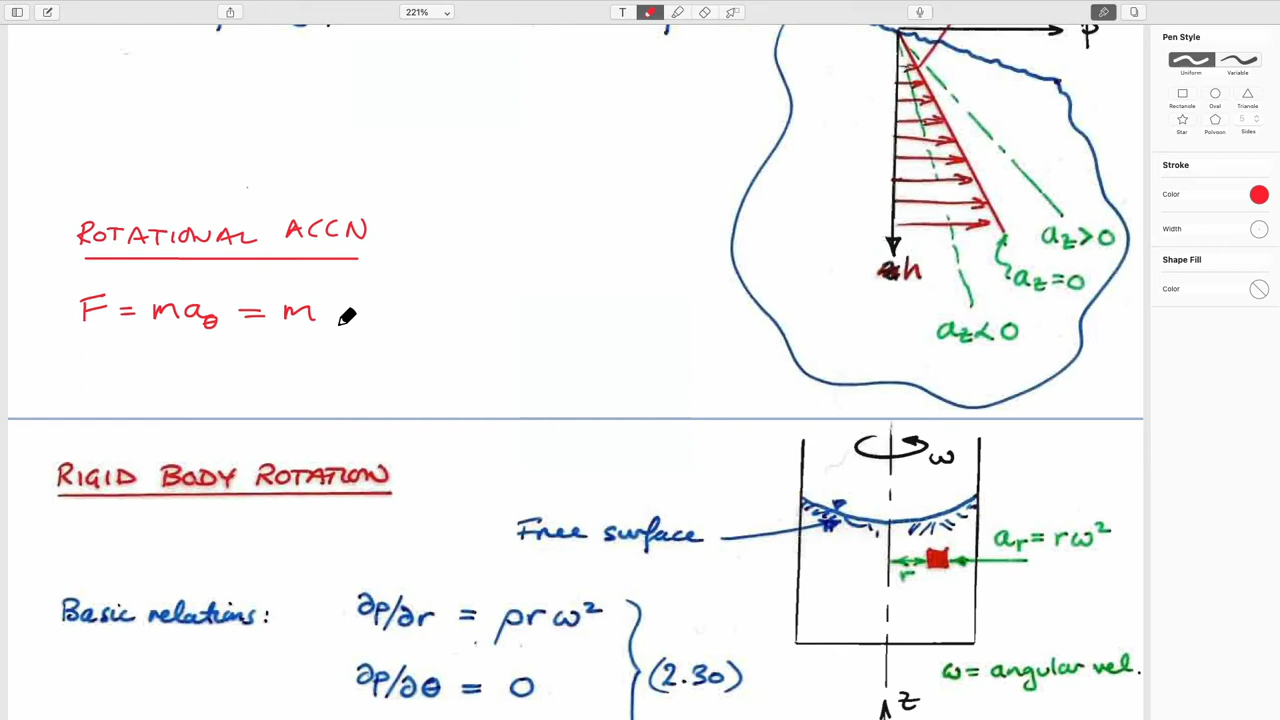 221%
T
Pen Style
Uniform
Variable
Rectangle
Oval
Triangle
Star
Polygon
5
Sides
Stroke
Color
Width
Shape Fill
Color
P
h
az>0
az=0
az<0
ROTATIONAL ACCN
F = maθ = m
RIGID BODY ROTATION
ω
Free surface
ar = rω²
r
Basic relations:
∂p/∂r = ρrω²
∂p/∂θ = 0
(2.30)
ω = angular vel.
z